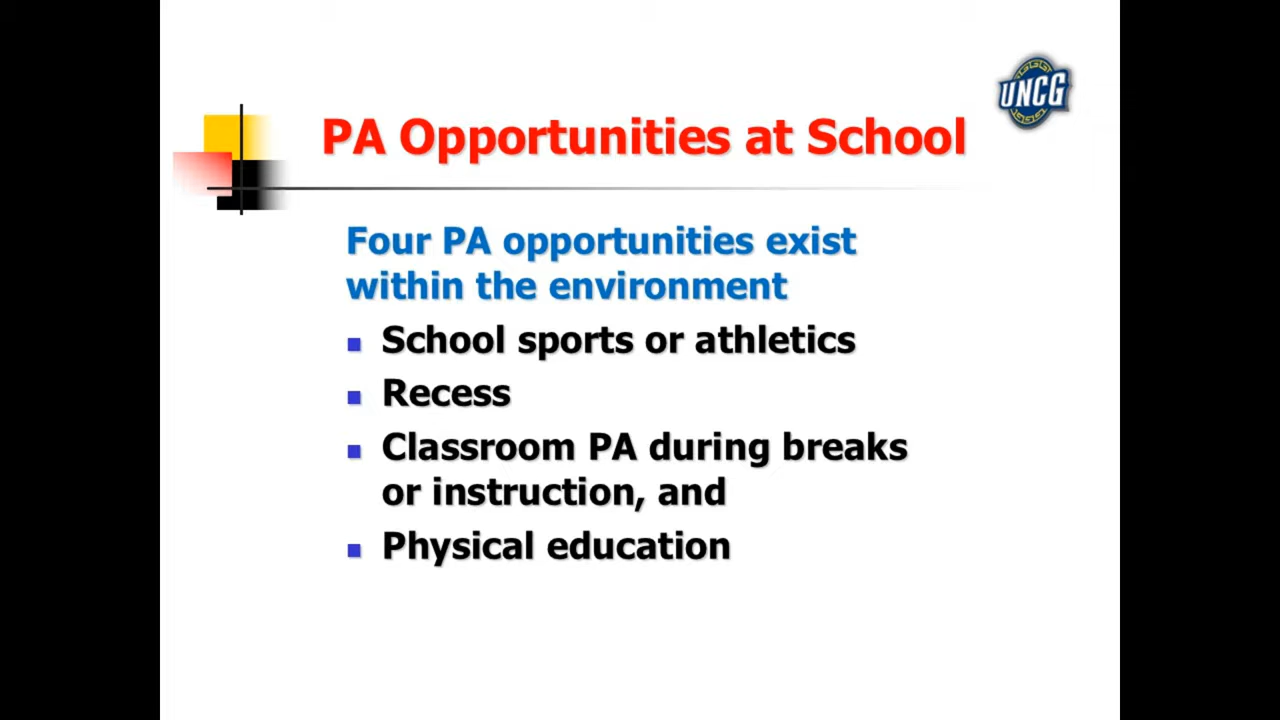 UNCG
PA Opportunities at School
Four PA opportunities exist
within the environment
School sports or athletics
Recess
Classroom PA during breaks
or instruction, and
Physical education